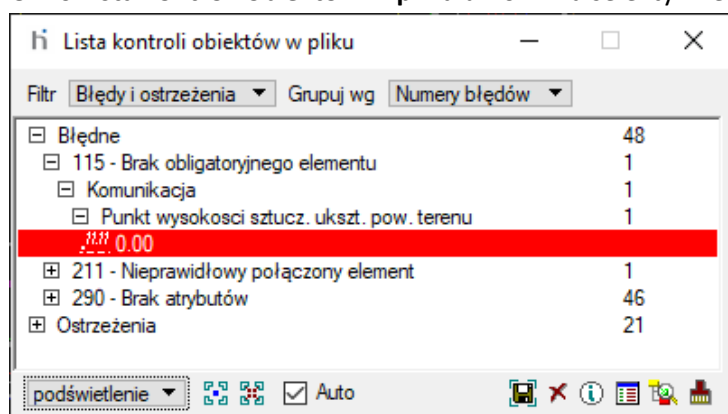 Lista kontroli obiektów w pliku
Filtr Błędy i ostrzeżenia Grupuj wg Numery błędów
Błędne 48
115 - Brak obligatoryjnego elementu 1
Komunikacja 1
Punkt wysokosci sztucz. ukszt. pow. terenu 1
11.11 0.00
211 - Nieprawidłowy połączony element 1
290 - Brak atrybutów 46
Ostrzeżenia 21
podświetlenie Auto